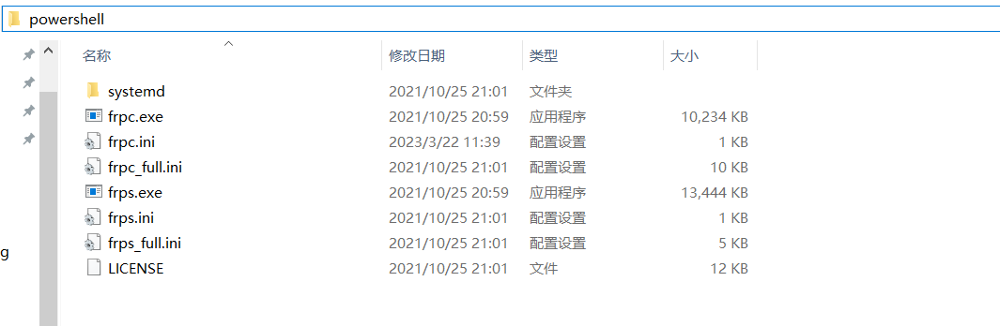 powershell
名称 修改日期 类型 大小
systemd 2021/10/25 21:01 文件夹
frpc.exe 2021/10/25 20:59 应用程序 10,234 KB
frpc.ini 2023/3/22 11:39 配置设置 1 KB
frpc_full.ini 2021/10/25 21:01 配置设置 10 KB
frps.exe 2021/10/25 20:59 应用程序 13,444 KB
frps.ini 2021/10/25 21:01 配置设置 1 KB
frps_full.ini 2021/10/25 21:01 配置设置 5 KB
g
LICENSE 2021/10/25 21:01 文件 12 KB